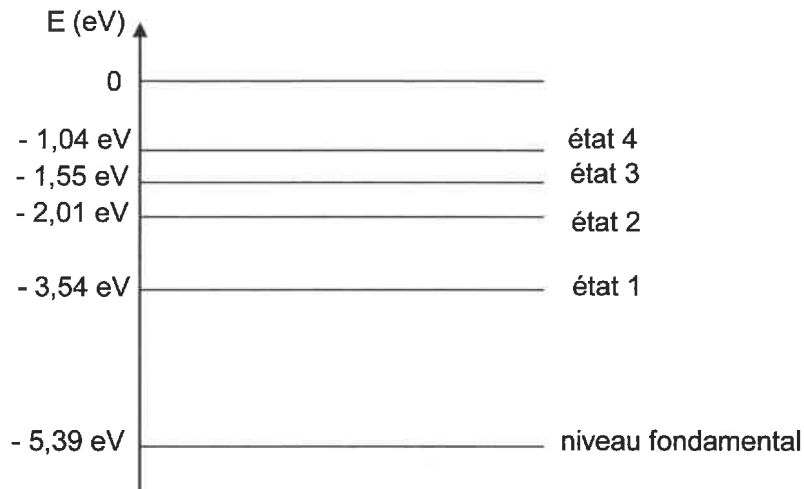 E (eV)
0
- 1,04 eV état 4
- 1,55 eV état 3
- 2,01 eV état 2
- 3,54 eV état 1
- 5,39 eV niveau fondamental